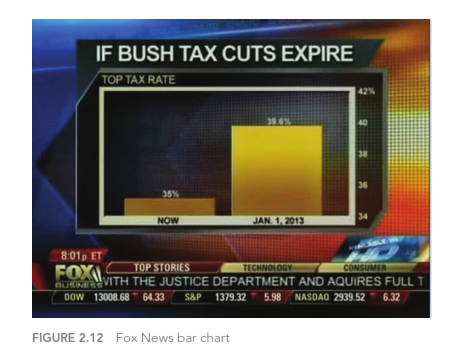 IF BUSH TAX CUTS EXPIRE
TOP TAX RATE
42%
40
38
36
34
35%
39.6%
NOW
JAN. 1, 2013
8:01p ET
TOP STORIES
TECHNOLOGY
CONSUMER
FOX
BUSINESS
WITH THE JUSTICE DEPARTMENT AND AQUIRES FULL T
DOW 13008.68 64.33 S&P 1379.32 5.98 NASDAQ 2939.52 6.32
HD
FIGURE 2.12 Fox News bar chart